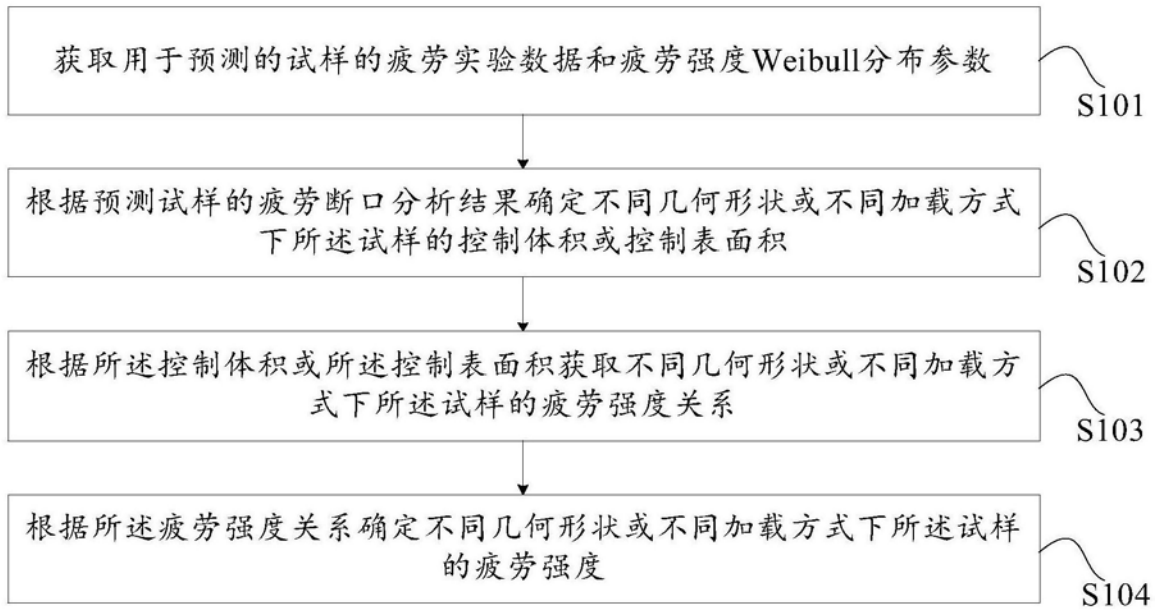 获取用于预测的试样的疲劳实验数据和疲劳强度Weibull分布参数
S101
根据预测试样的疲劳断口分析结果确定不同几何形状或不同加载方式
下所述试样的控制体积或控制表面积
S102
根据所述控制体积或所述控制表面积获取不同几何形状或不同加载方
式下所述试样的疲劳强度关系
S103
根据所述疲劳强度关系确定不同几何形状或不同加载方式下所述试样
的疲劳强度
S104